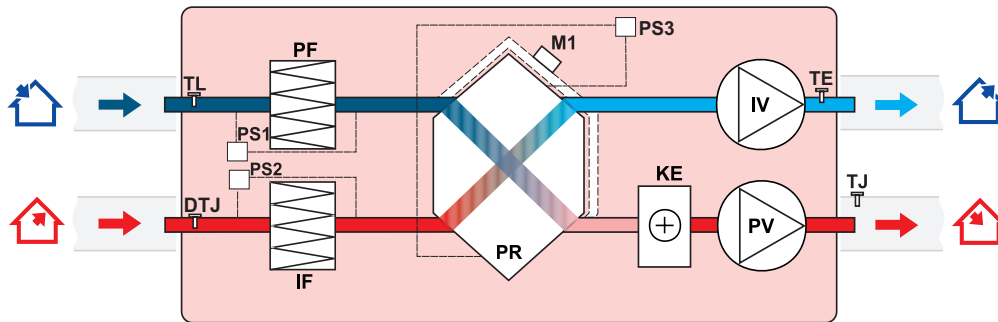 M1
PS3
PF
TL
TE
IV
PS1
PS2
KE
TJ
DTJ
PR
PV
IF